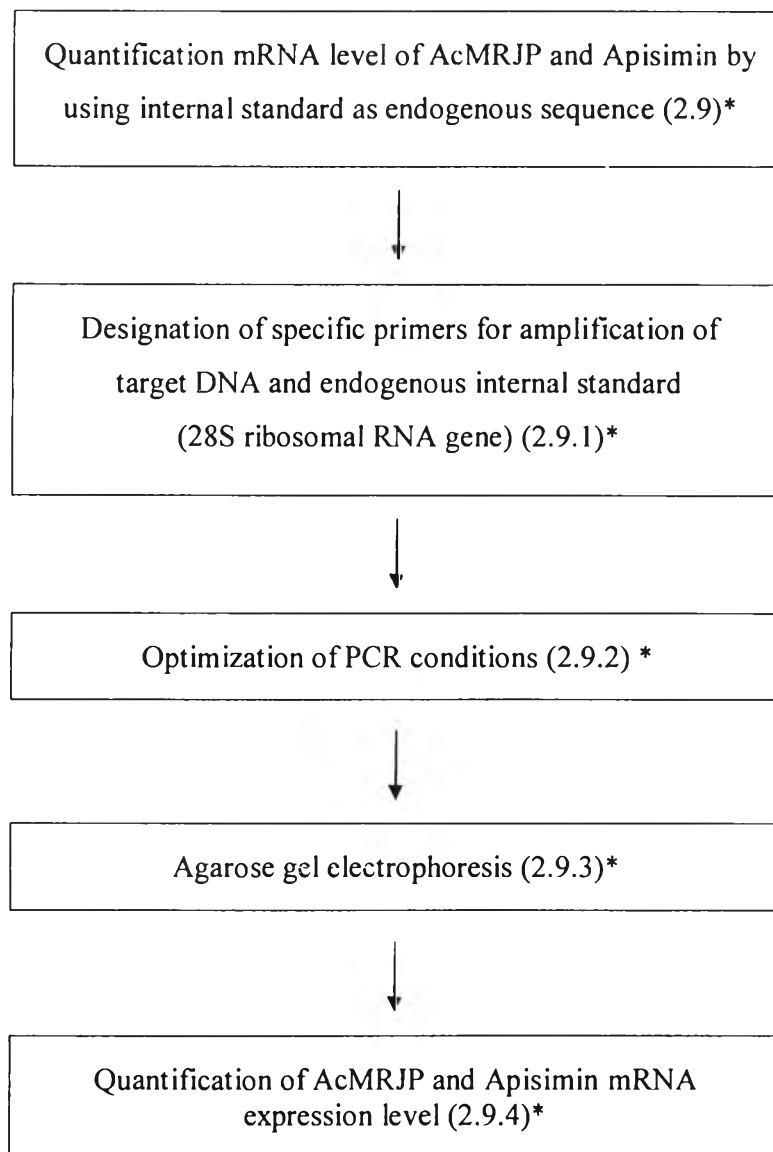 Quantification mRNA level of AcMRJP and Apisimin by
using internal standard as endogenous sequence (2.9)*
Designation of specific primers for amplification of
target DNA and endogenous internal standard
(28S ribosomal RNA gene) (2.9.1)*
Optimization of PCR conditions (2.9.2) *
Agarose gel electrophoresis (2.9.3)*
Quantification of AcMRJP and Apisimin mRNA
expression level (2.9.4)*